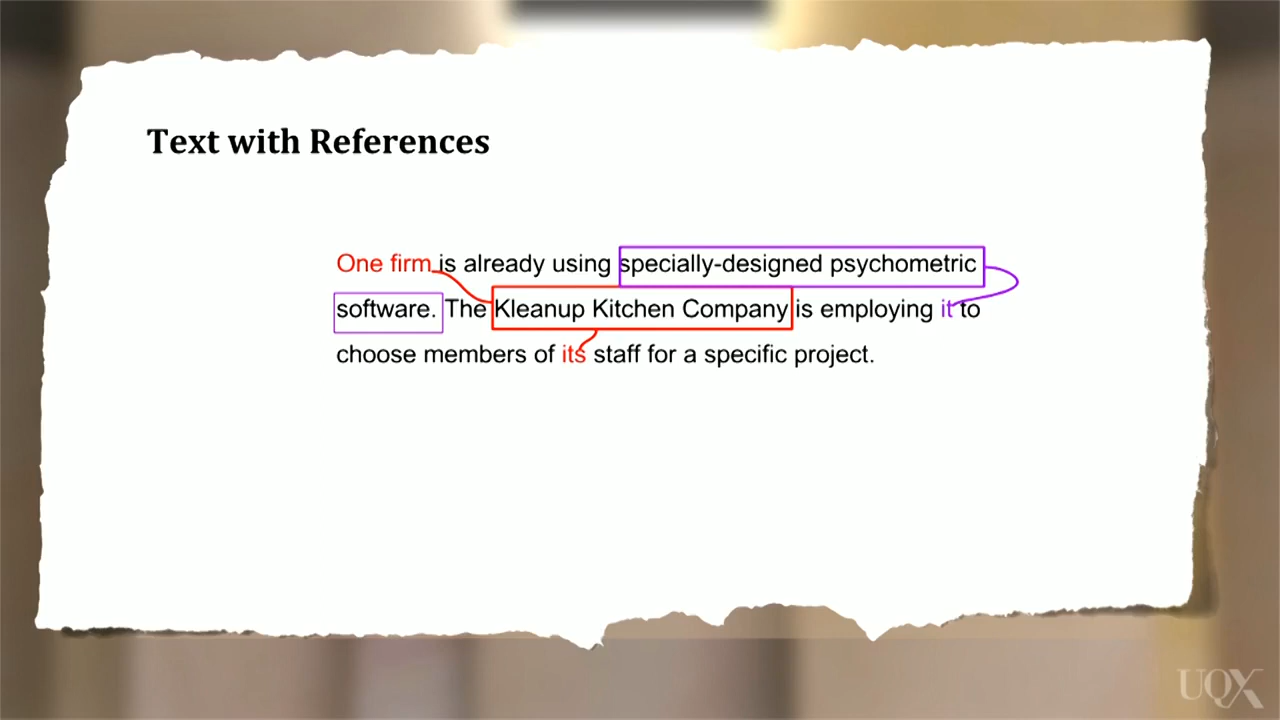 Text with References
One firm is already using specially-designed psychometric
software. The Kleanup Kitchen Company is employing it to
choose members of its staff for a specific project.
UQX